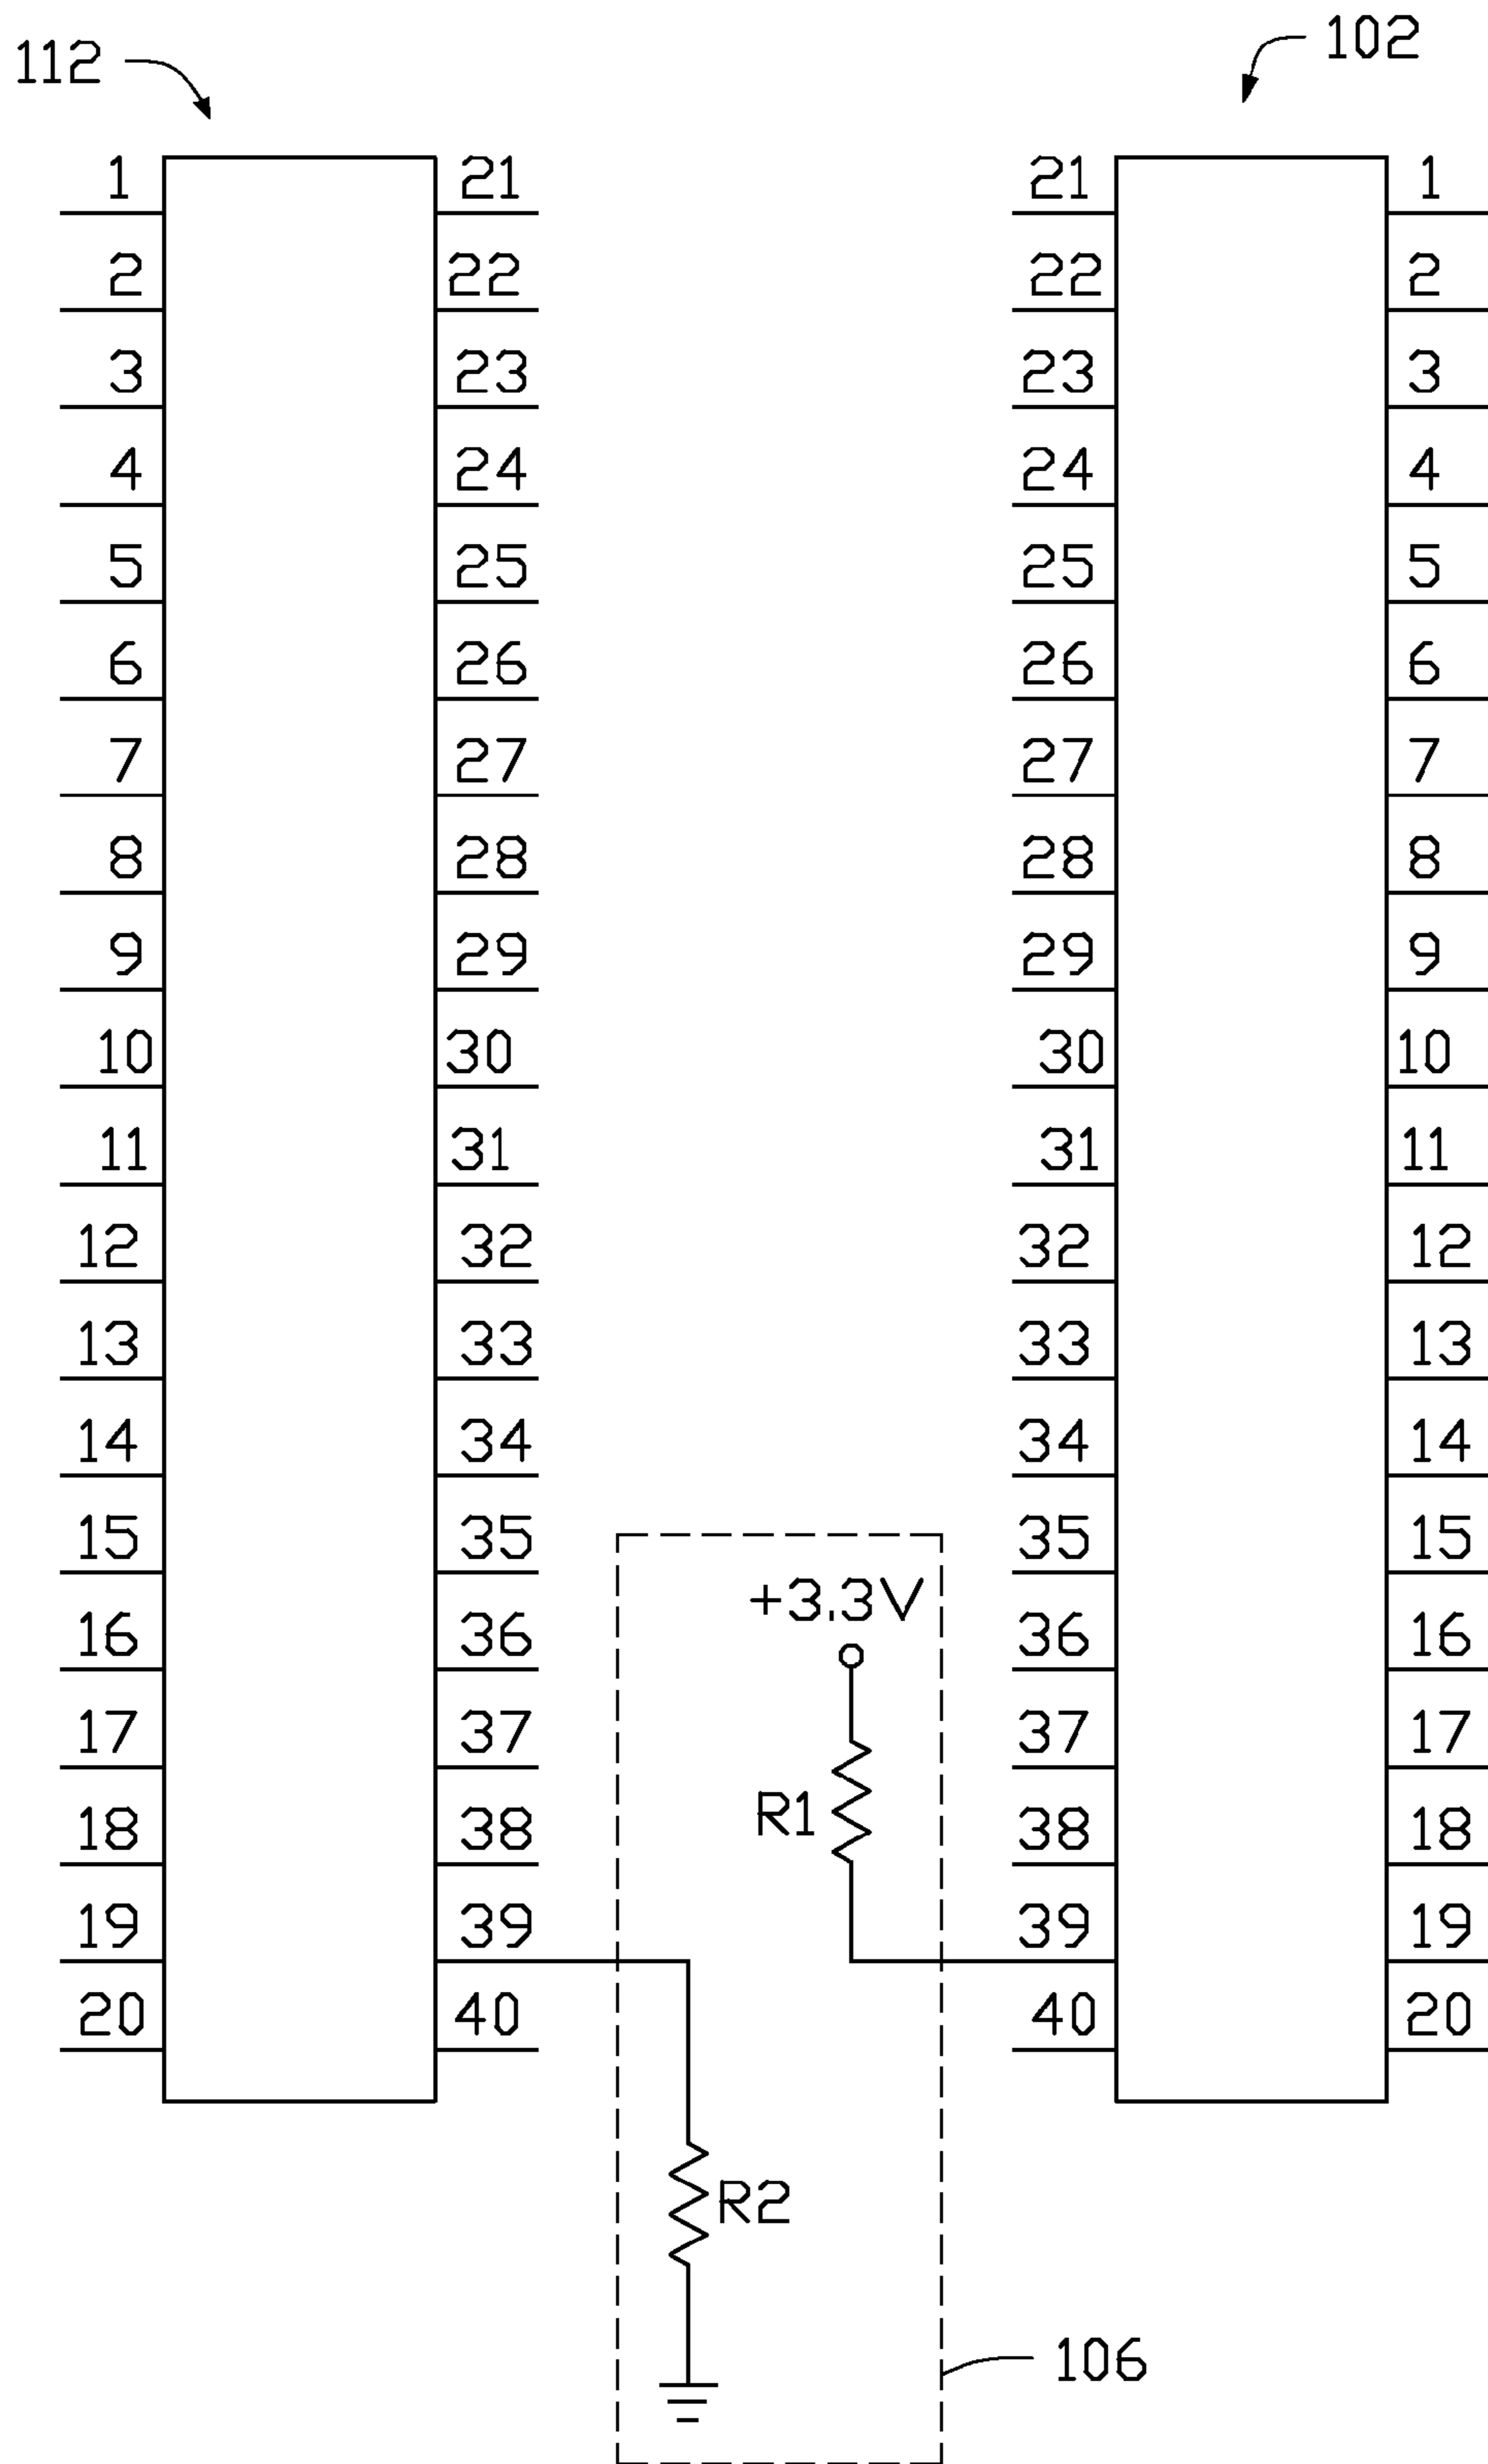 112 102
1 21 21 1
2 22 22 2
3 23 23 3
4 24 24 4
5 25 25 5
6 26 26 6
7 27 27 7
8 28 28 8
9 29 29 9
10 30 30 10
11 31 31 11
12 32 32 12
13 33 33 13
14 34 34 14
15 35 35 15
+3.3V
16 36 36 16
17 37 37 17
R1
18 38 38 18
19 39 39 19
20 40 40 20
R2
106